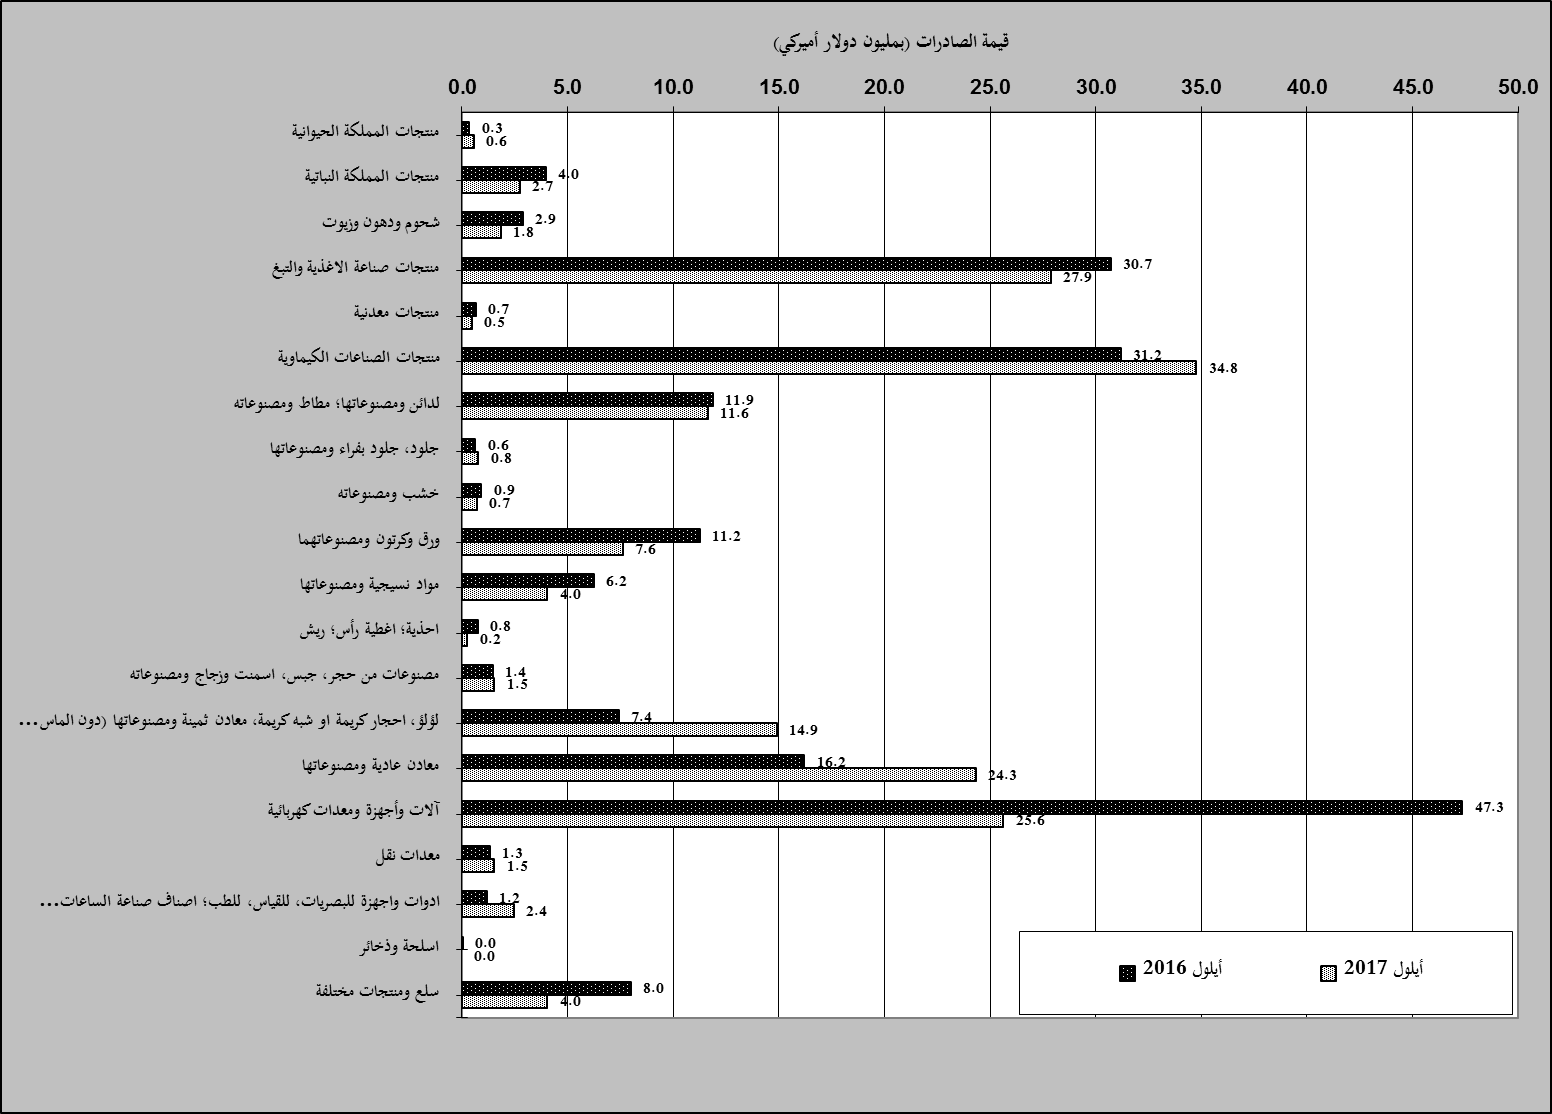 قيمة الصادرات (بمليون دولار أميركي)
0.0 5.0 10.0 15.0 20.0 25.0 30.0 35.0 40.0 45.0 50.0
منتجات المملكة الحيوانية
0.3
0.6
منتجات المملكة النباتية
4.0
2.7
شحوم ودهون وزيوت
2.9
1.8
منتجات صناعة الاغذية والتبغ
30.7
27.9
منتجات معدنية
0.7
0.5
منتجات الصناعات الكيماوية
31.2
34.8
لدائن ومصنوعاتها؛ مطاط ومصنوعاته
11.9
11.6
جلود، جلود بفراء ومصنوعاتها
0.6
0.8
خشب ومصنوعاته
0.9
0.7
ورق وكرتون ومصنوعاتهما
11.2
7.6
مواد نسيجية ومصنوعاتها
6.2
4.0
احذية؛ اغطية رأس؛ ريش
0.8
0.2
مصنوعات من حجر، جبس، اسمنت وزجاج ومصنوعاته
1.4
1.5
لؤلؤ، احجار كريمة او شبه كريمة، معادن ثمينة ومصنوعاتها (دون الماس...
7.4
14.9
معادن عادية ومصنوعاتها
16.2
24.3
آلات وأجهزة ومعدات كهربائية
47.3
25.6
معدات نقل
1.3
1.5
ادوات واجهزة للبصريات، للقياس، للطب؛ اصناف صناعة الساعات...
1.2
2.4
اسلحة وذخائر
0.0
0.0
سلع ومنتجات مختلفة
8.0
4.0
أيلول 2017
أيلول 2016